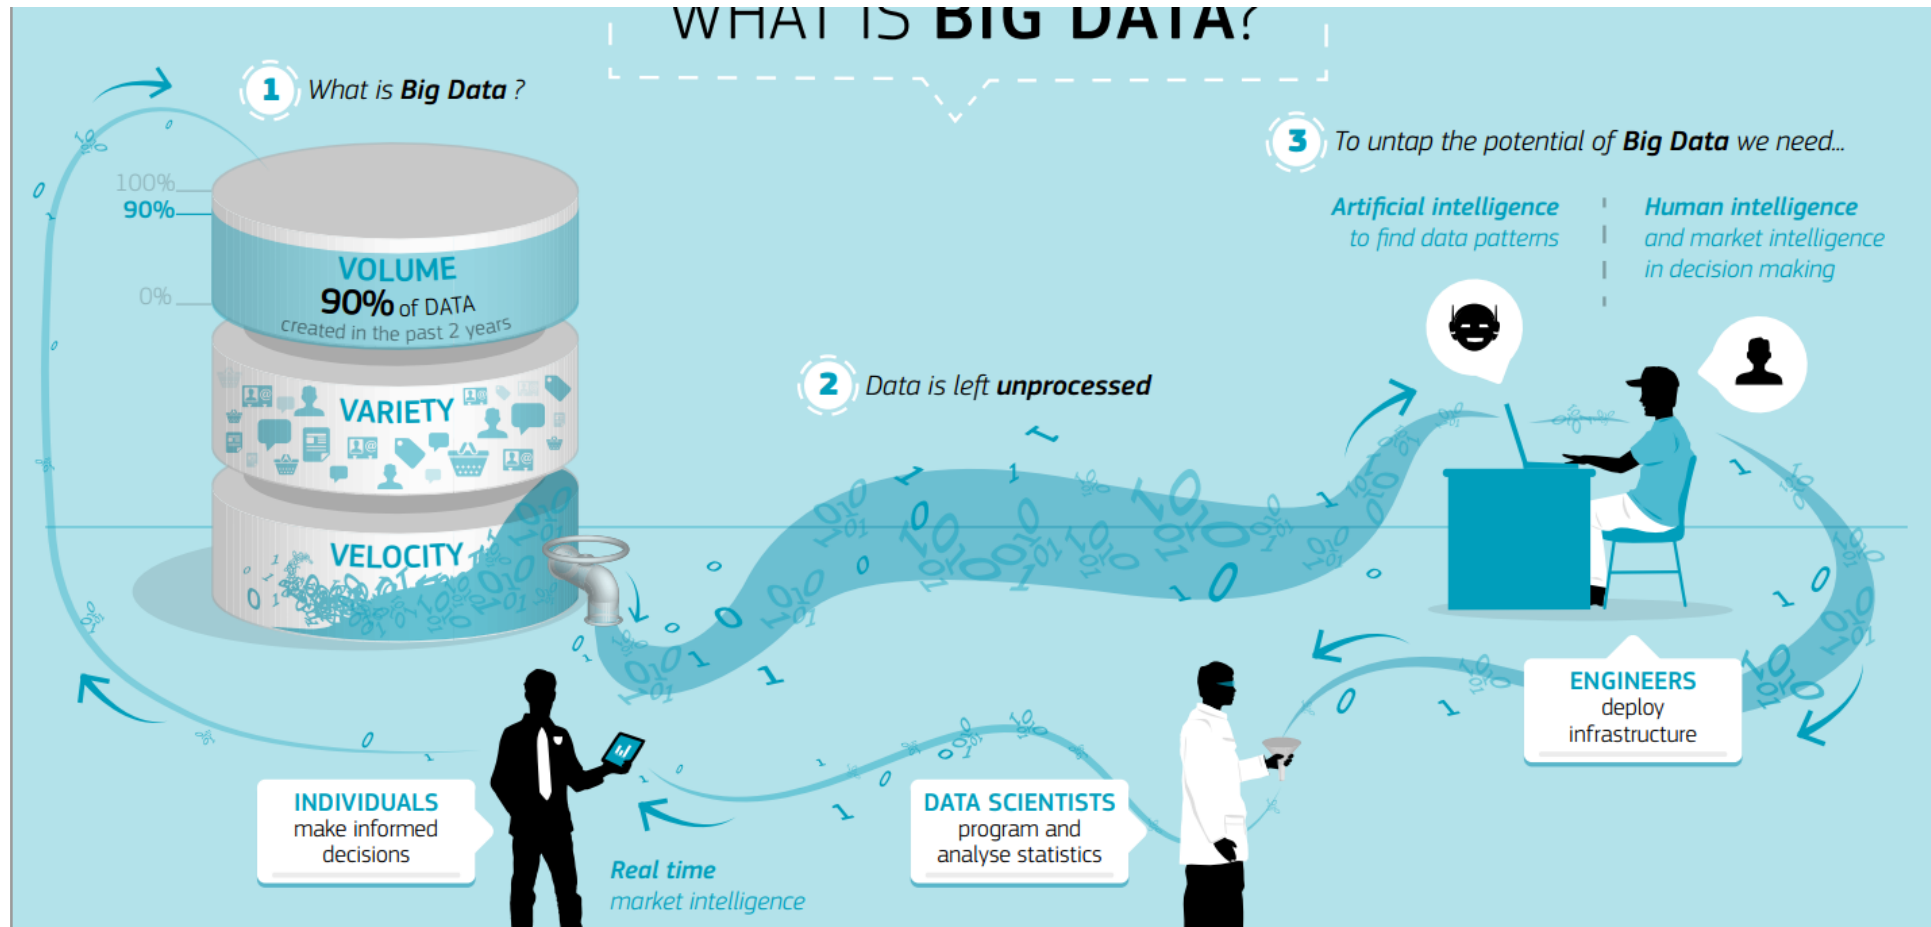 WHAT IS BIG DATA?
1 What is Big Data ?
100%
90%
0%
VOLUME
90% of DATA
created in the past 2 years
VARIETY
VELOCITY
2 Data is left unprocessed
3 To untap the potential of Big Data we need...
Artificial intelligence
to find data patterns
Human intelligence
and market intelligence
in decision making
ENGINEERS
deploy
infrastructure
DATA SCIENTISTS
program and
analyse statistics
Real time
market intelligence
INDIVIDUALS
make informed
decisions